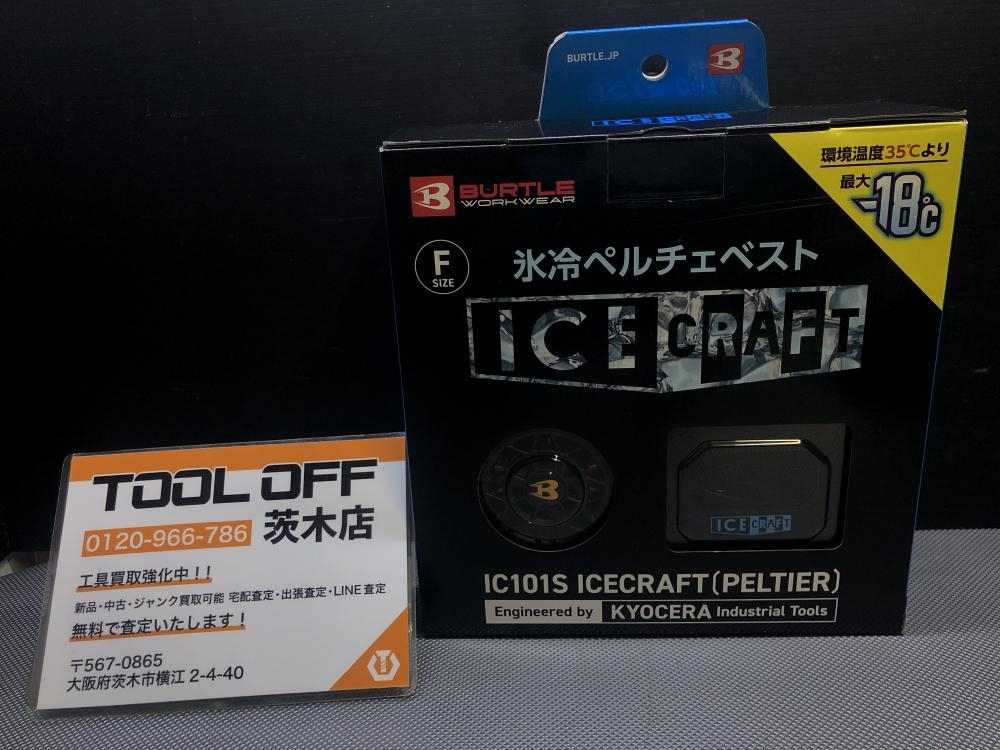 BURTLE.JP
B
ICECRAFT
ICECRAFT
環境温度35℃より
最大
-18℃
B BURTLE
WORKWEAR
F
SIZE
氷冷ペルチェベスト
ICE CRAFT
B
ICE CRAFT
IC101S ICECRAFT(PELTIER)
Engineered by KYOCERA Industrial Tools
TOOL OFF
0120-966-786 茨木店
工具買取強化中!!
新品・中古・ジャンク買取可能 宅配査定・出張査定・LINE査定
無料で査定いたします!
〒567-0865
大阪府茨木市横江 2-4-40